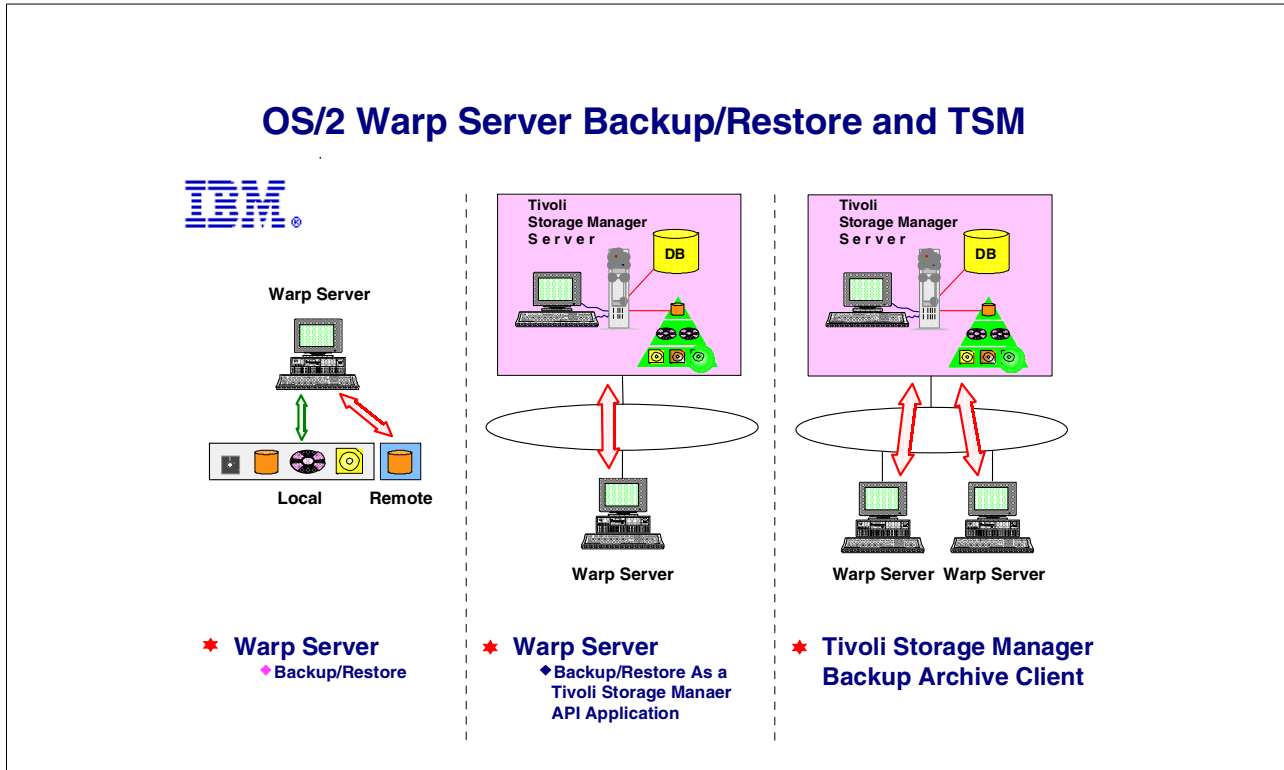 OS/2 Warp Server Backup/Restore and TSM
IBM®
Warp Server
Local
Remote
Warp Server
Backup/Restore
Tivoli
Storage Manager
S e r v e r
DB
Warp Server
Warp Server
Backup/Restore As a
Tivoli Storage Manaer
API Application
Tivoli
Storage Manager
S e r v e r
DB
Warp Server
Warp Server
Tivoli Storage Manager
Backup Archive Client